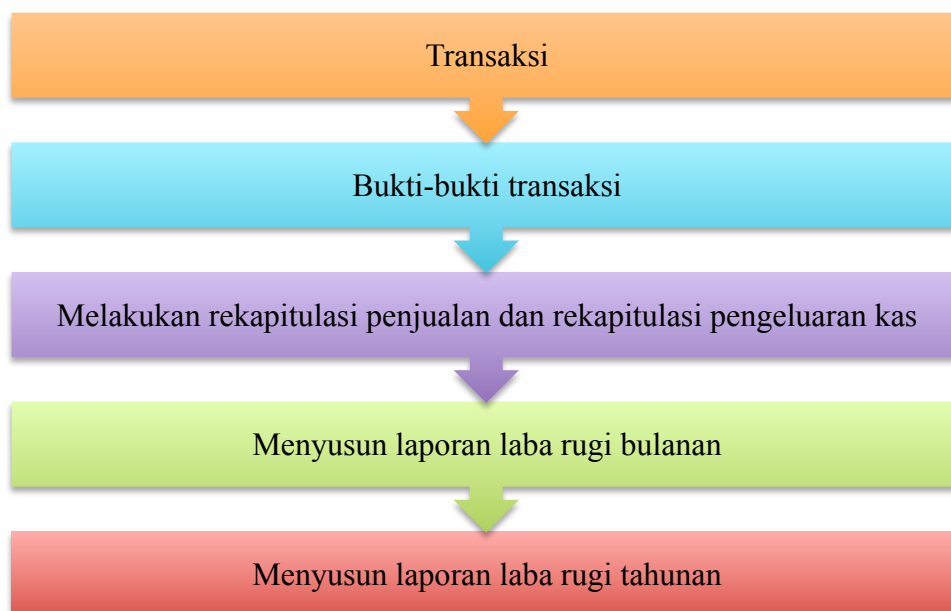 Transaksi
Bukti-bukti transaksi
Melakukan rekapitulasi penjualan dan rekapitulasi pengeluaran kas
Menyusun laporan laba rugi bulanan
Menyusun laporan laba rugi tahunan